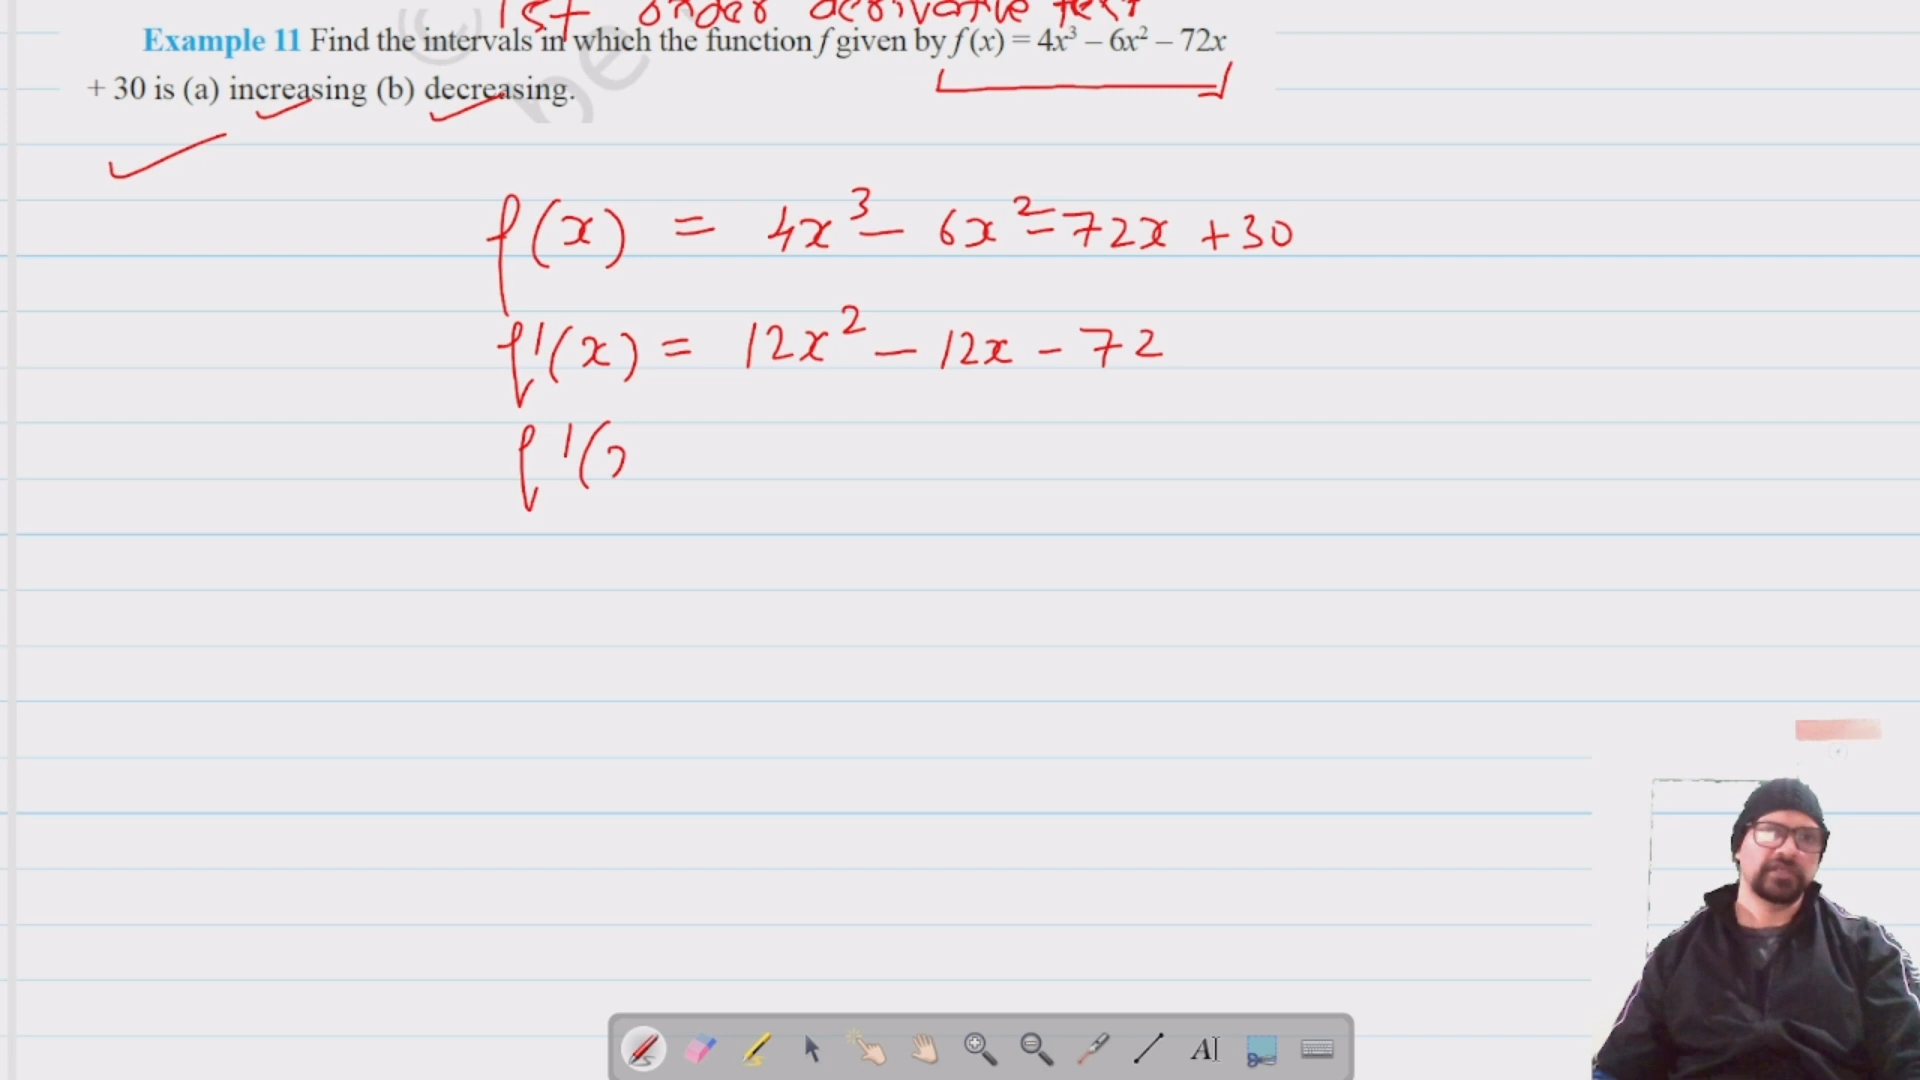 1st order derivative test
Example 11 Find the intervals in which the function f given by f (x) = 4x³ – 6x² – 72x
+ 30 is (a) increasing (b) decreasing.
f(x) = 4x³ – 6x² – 72x + 30
f'(x) = 12x² – 12x – 72
f'(
AI